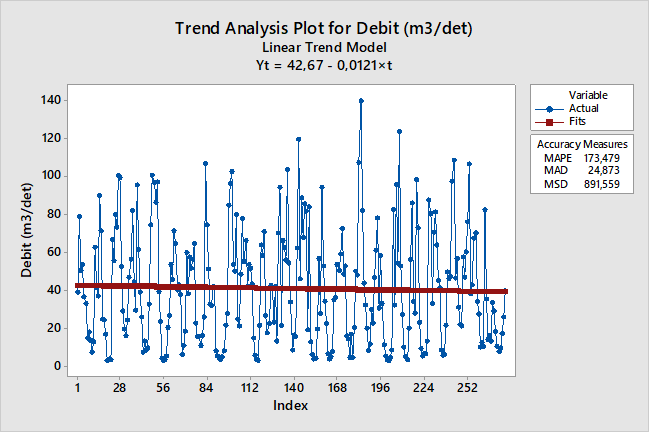 Trend Analysis Plot for Debit (m3/det)
Linear Trend Model
Yt = 42,67 - 0,0121×t
Debit (m3/det)
140
120
100
80
60
40
20
0
1 28 56 84 112 140 168 196 224 252
Index
Variable
Actual
Fits
Accuracy Measures
MAPE 173,479
MAD 24,873
MSD 891,559